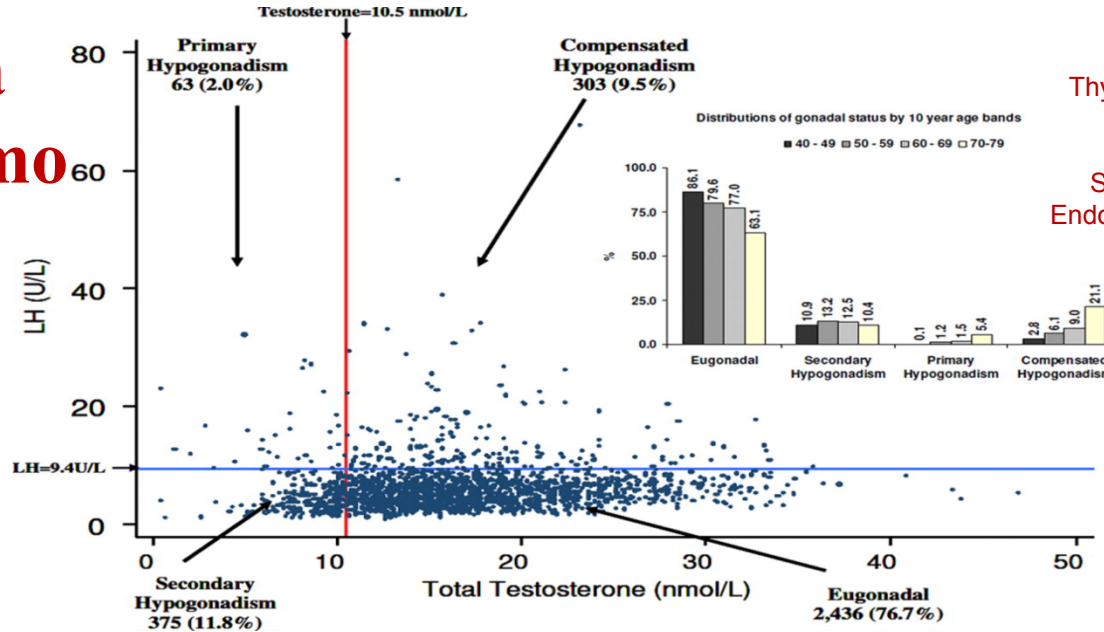 Testosterone=10.5 nmol/L
Primary
Hypogonadism
63 (2.0%)
Compensated
Hypogonadism
303 (9.5%)
mo
Thy
S
Endo
Distributions of gonadal status by 10 year age bands
40 - 49 50 - 59 60 - 69 70-79
100.0
75.0
50.0
25.0
0.0
%
86.1
79.6
77.0
63.1
10.9
13.2
12.5
10.4
0.1
1.2
1.5
5.4
2.8
6.1
9.0
21.1
Eugonadal
Secondary
Hypogonadism
Primary
Hypogonadism
Compensated
Hypogonadism
80
60
40
20
0
LH (U/L)
LH=9.4U/L
0 10 20 30 40 50
Total Testosterone (nmol/L)
Secondary
Hypogonadism
375 (11.8%)
Eugonadal
2,436 (76.7%)